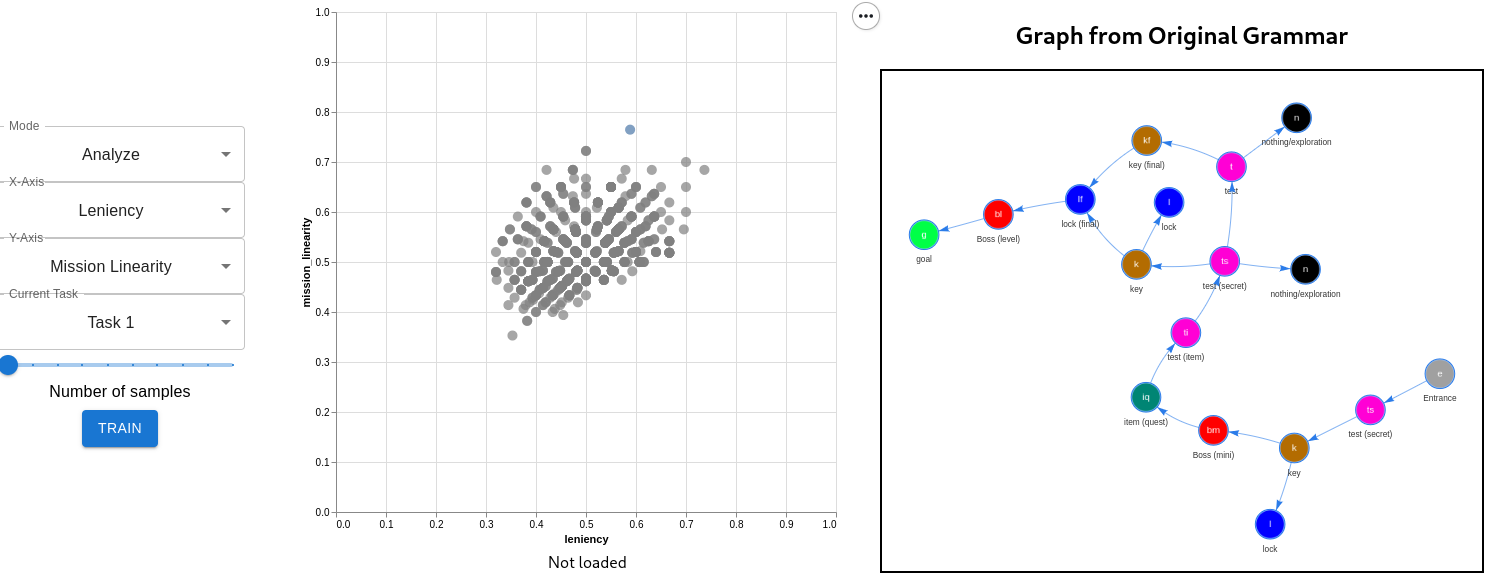 Mode
Analyze
X-Axis
Leniency
Y-Axis
Mission Linearity
Current Task
Task 1
Number of samples
TRAIN
1.0
0.9
0.8
0.7
0.6
0.5
0.4
0.3
0.2
0.1
0.0
mission_linearity
0.0 0.1 0.2 0.3 0.4 0.5 0.6 0.7 0.8 0.9 1.0
leniency
Not loaded
Graph from Original Grammar
n
nothing/exploration
kf
key (final)
t
test
lf
lock (final)
l
lock
bl
Boss (level)
g
goal
k
key
ts
test (secret)
n
nothing/exploration
ti
test (item)
iq
item (quest)
bm
Boss (mini)
k
key
ts
test (secret)
e
Entrance
l
lock